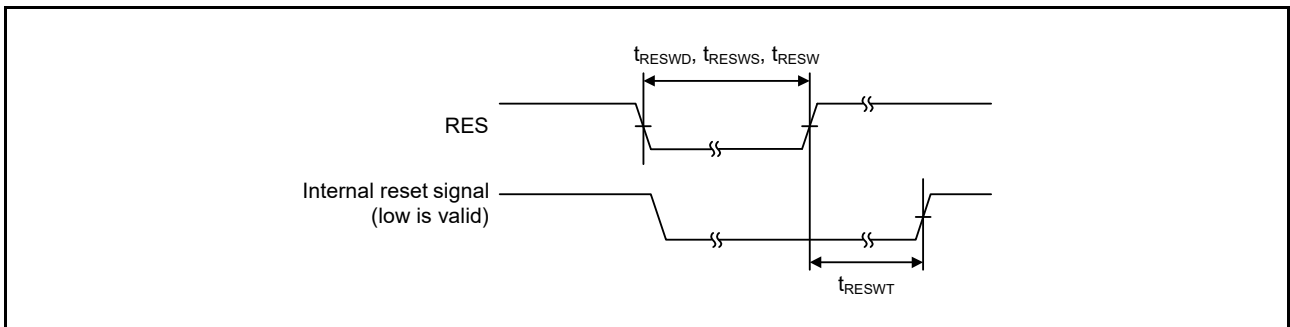 tRESWD, tRESWS, tRESW
RES
Internal reset signal
(low is valid)
tRESWT